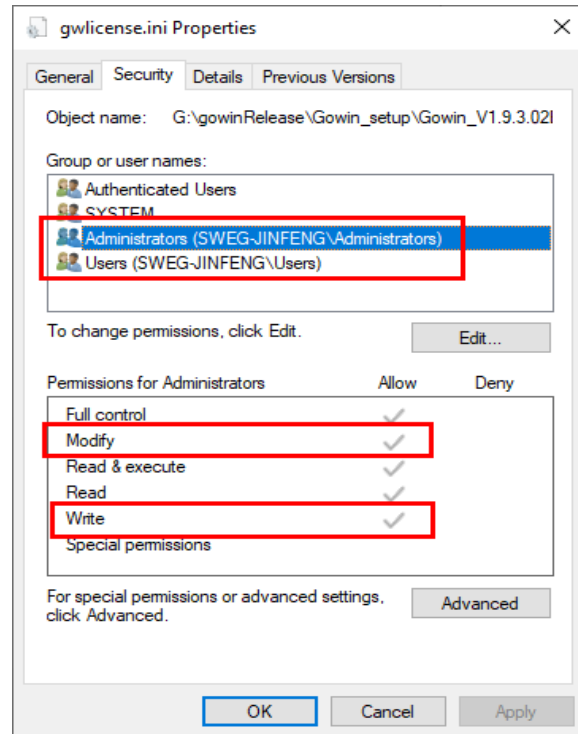 gwlicense.ini Properties
General Security Details Previous Versions
Object name: G:\gowinRelease\Gowin_setup\Gowin_V1.9.3.02l
Group or user names:
Authenticated Users
SYSTEM
Administrators (SWEG-JINFENG\Administrators)
Users (SWEG-JINFENG\Users)
To change permissions, click Edit.
Edit...
Permissions for Administrators Allow Deny
Full control
Modify
Read & execute
Read
Write
Special permissions
For special permissions or advanced settings,
click Advanced.
Advanced
OK Cancel Apply